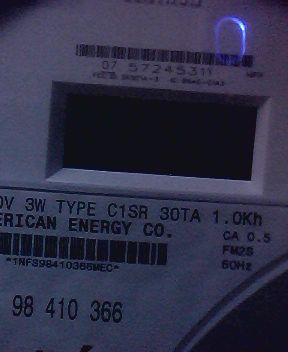 07 57245311
0V 3W TYPE C1SR 30TA 1.0Kh
ERICAN ENERGY CO.
CA 0.5
FM2S
60Hz
*1NFS98410366MEC*
98 410 366